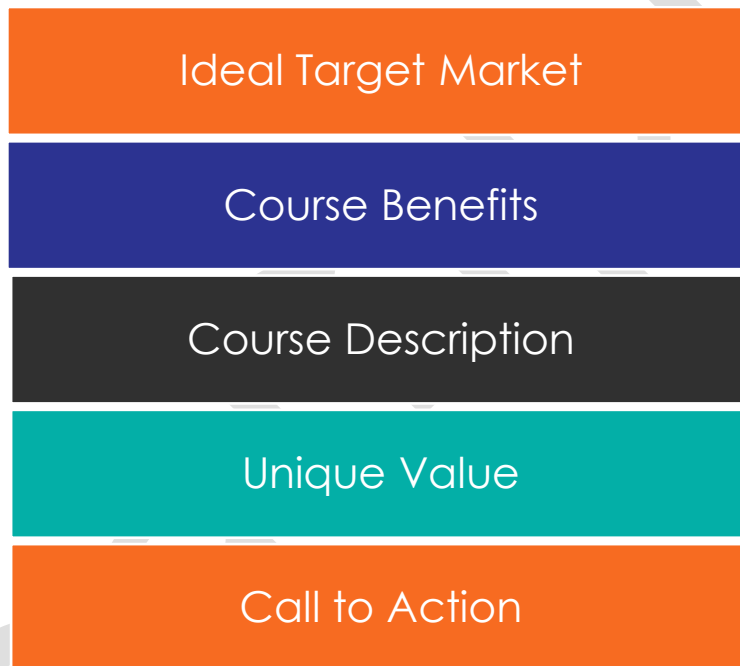 Ideal Target Market
Course Benefits
Course Description
Unique Value
Call to Action